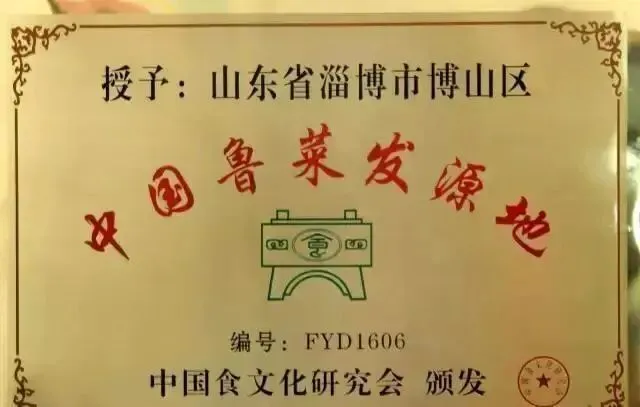 授予：山东省淄博市博山区
中国鲁菜发源地
食
编号：FYD1606
中国食文化研究会 颁发